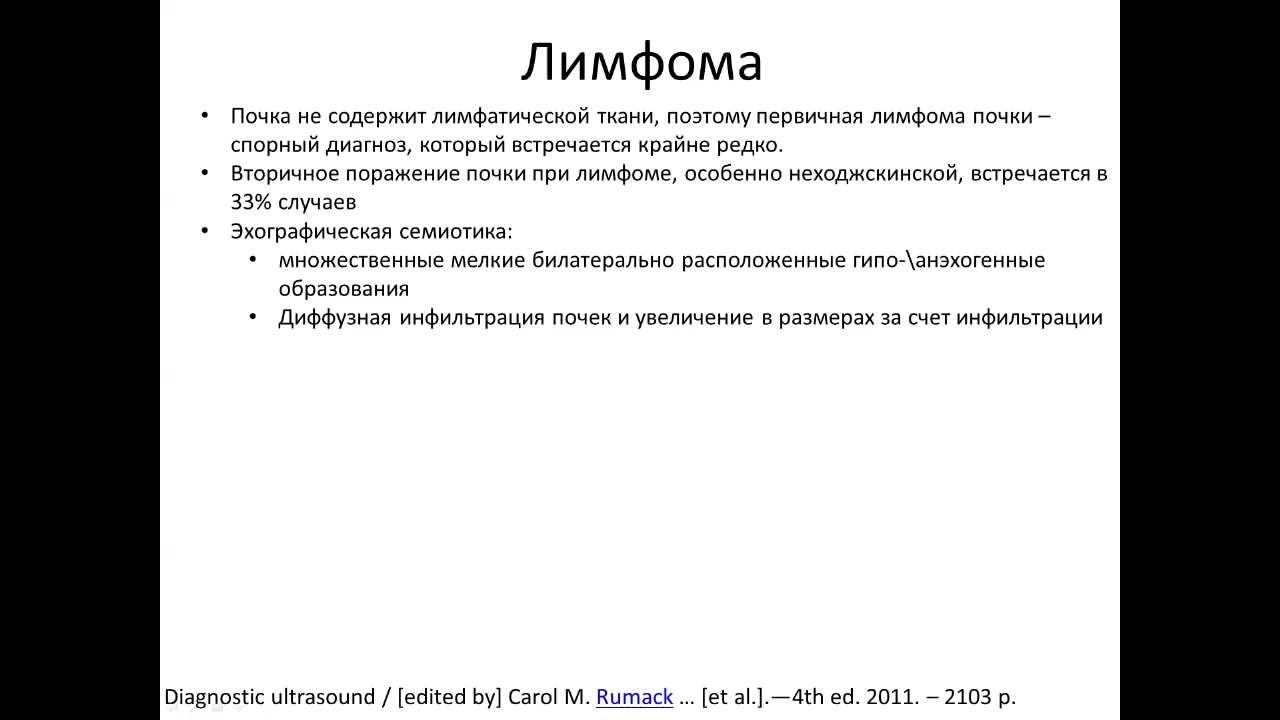 Лимфома
• Почка не содержит лимфатической ткани, поэтому первичная лимфома почки –
спорный диагноз, который встречается крайне редко.
• Вторичное поражение почки при лимфоме, особенно неходжскинской, встречается в
33% случаев
• Эхографическая семиотика:
• множественные мелкие билатерально расположенные гипо-\анэхогенные
образования
• Диффузная инфильтрация почек и увеличение в размерах за счет инфильтрации
Diagnostic ultrasound / [edited by] Carol M. Rumack … [et al.].—4th ed. 2011. – 2103 p.